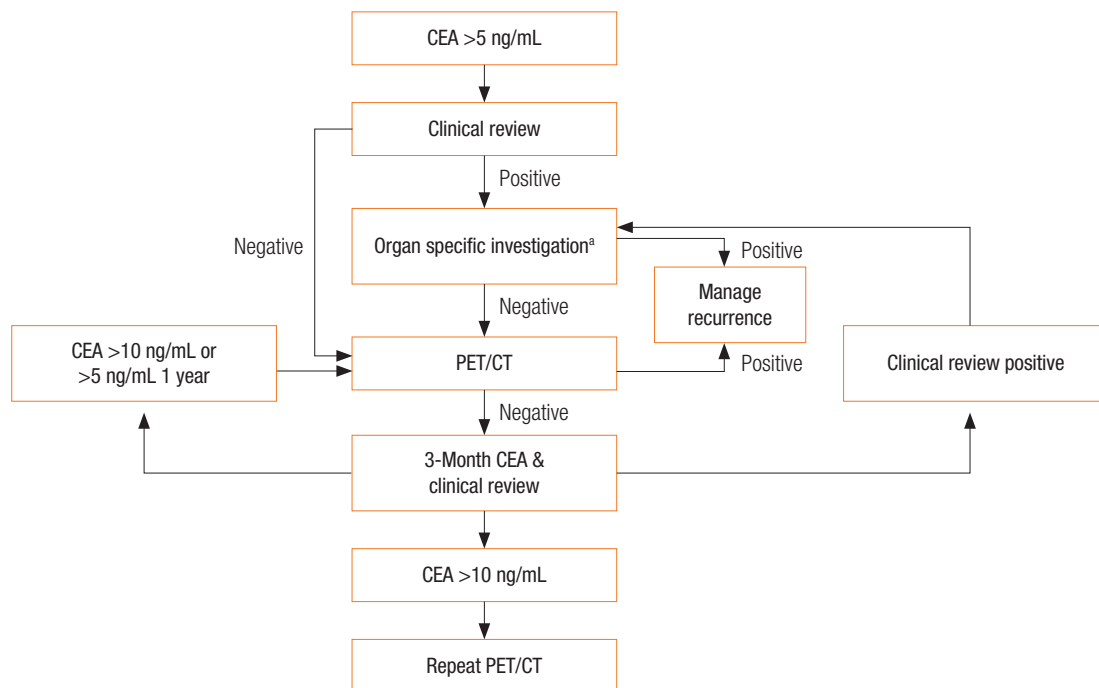 CEA >5 ng/mL
Clinical review
Positive
Negative
Organ specific investigationᵃ
Positive
Negative
Manage
recurrence
CEA >10 ng/mL or
>5 ng/mL 1 year
PET/CT
Positive
Clinical review positive
Negative
3-Month CEA &
clinical review
CEA >10 ng/mL
Repeat PET/CT